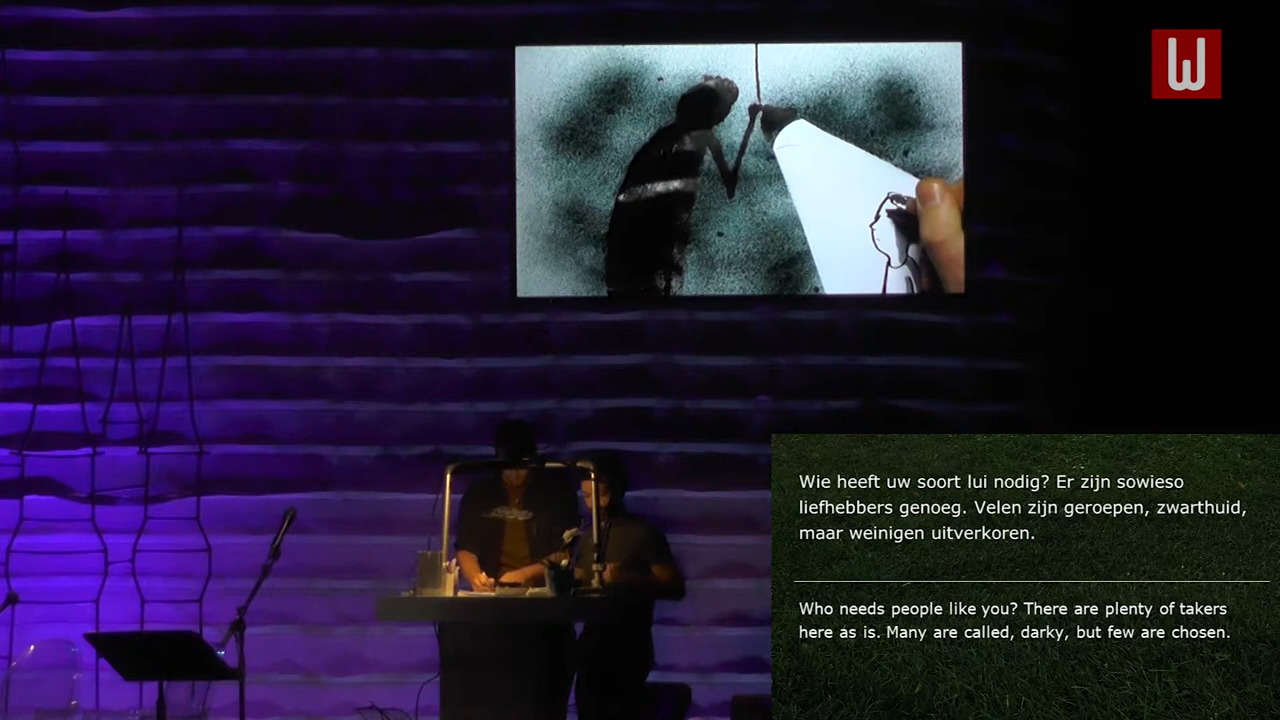 W
Wie heeft uw soort lui nodig? Er zijn sowieso
liefhebbers genoeg. Velen zijn geroepen, zwarthuid,
maar weinigen uitverkoren.
Who needs people like you? There are plenty of takers
here as is. Many are called, darky, but few are chosen.